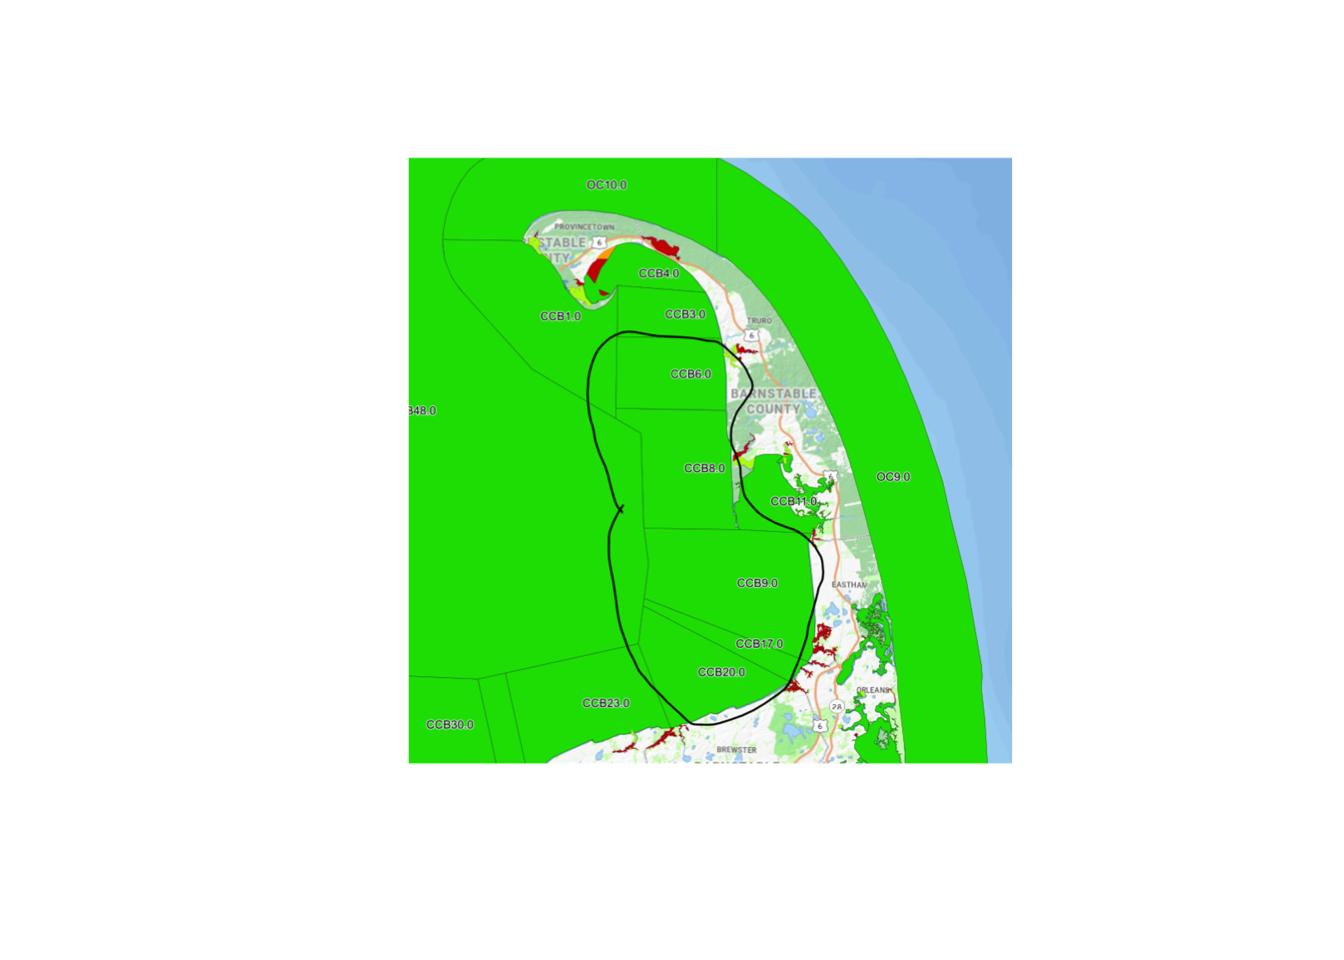 OC10.0
PROVINCETOWN
6
STABLE
TY
CCB4.0
CCB1.0
CCB3.0
TRURO
6
CCB6.0
BARNSTABLE
COUNTY
B48.0
CCB8.0
6
OC9.0
CCB11.0
CCB9.0
EASTHAM
CCB17.0
CCB20.0
ORLEANS
CCB23.0
28
CCB30.0
6
BREWSTER